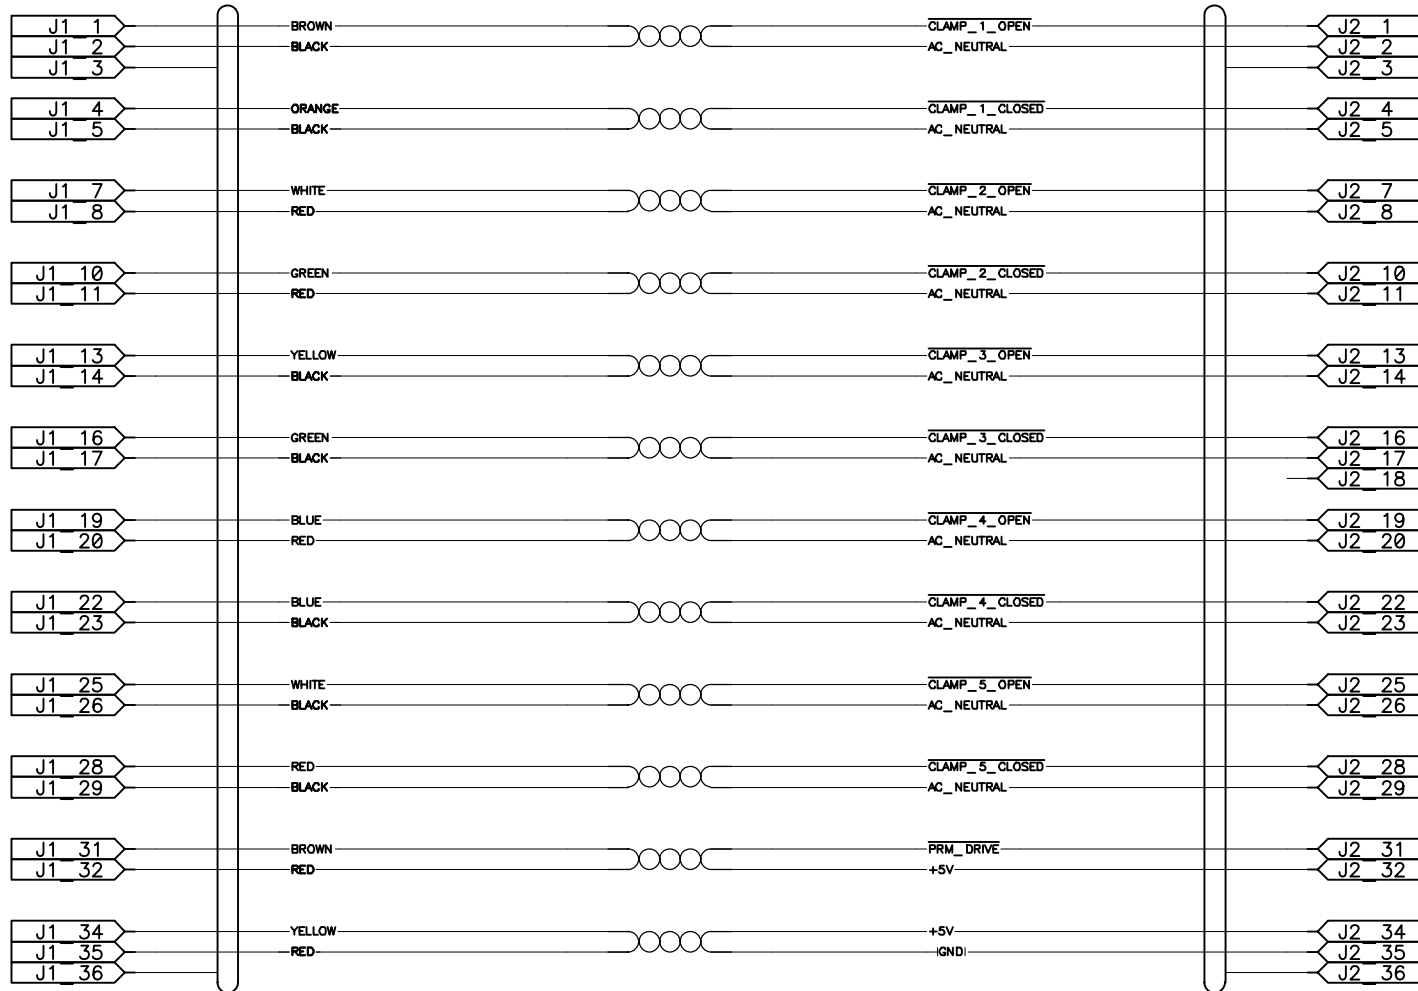 J1_1 BROWN CLAMP_1_OPEN J2_1
J1_2 BLACK AC_NEUTRAL J2_2
J1_3 J2_3
J1_4 ORANGE CLAMP_1_CLOSED J2_4
J1_5 BLACK AC_NEUTRAL J2_5
J1_7 WHITE CLAMP_2_OPEN J2_7
J1_8 RED AC_NEUTRAL J2_8
J1_10 GREEN CLAMP_2_CLOSED J2_10
J1_11 RED AC_NEUTRAL J2_11
J1_13 YELLOW CLAMP_3_OPEN J2_13
J1_14 BLACK AC_NEUTRAL J2_14
J1_16 GREEN CLAMP_3_CLOSED J2_16
J1_17 BLACK AC_NEUTRAL J2_17
J2_18
J1_19 BLUE CLAMP_4_OPEN J2_19
J1_20 RED AC_NEUTRAL J2_20
J1_22 BLUE CLAMP_4_CLOSED J2_22
J1_23 BLACK AC_NEUTRAL J2_23
J1_25 WHITE CLAMP_5_OPEN J2_25
J1_26 BLACK AC_NEUTRAL J2_26
J1_28 RED CLAMP_5_CLOSED J2_28
J1_29 BLACK AC_NEUTRAL J2_29
J1_31 BROWN PRM_DRIVE J2_31
J1_32 RED +5V J2_32
J1_34 YELLOW +5V J2_34
J1_35 RED GND J2_35
J1_36 J2_36